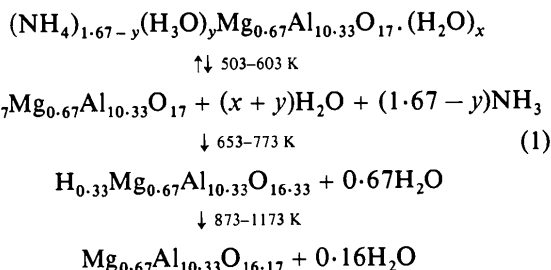 (NH₄)₁·₆₇₋ᵧ(H₃O)ᵧMg₀·₆₇Al₁₀·₃₃O₁₇.(H₂O)ₓ
↑↓ 503–603 K
₇Mg₀·₆₇Al₁₀·₃₃O₁₇ + (x + y)H₂O + (1·67 − y)NH₃
↓ 653–773 K (1)
H₀·₃₃Mg₀·₆₇Al₁₀·₃₃O₁₆·₃₃ + 0·67H₂O
↓ 873–1173 K
Mg₀·₆₇Al₁₀·₃₃O₁₆·₁₇ + 0·16H₂O